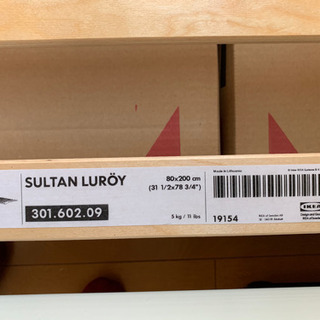 SULTAN LURÖY
301.602.09
80x200 cm
(31 1/2x78 3/4")
5 kg / 11 lbs
Made in Lithuania
19154
IKEA